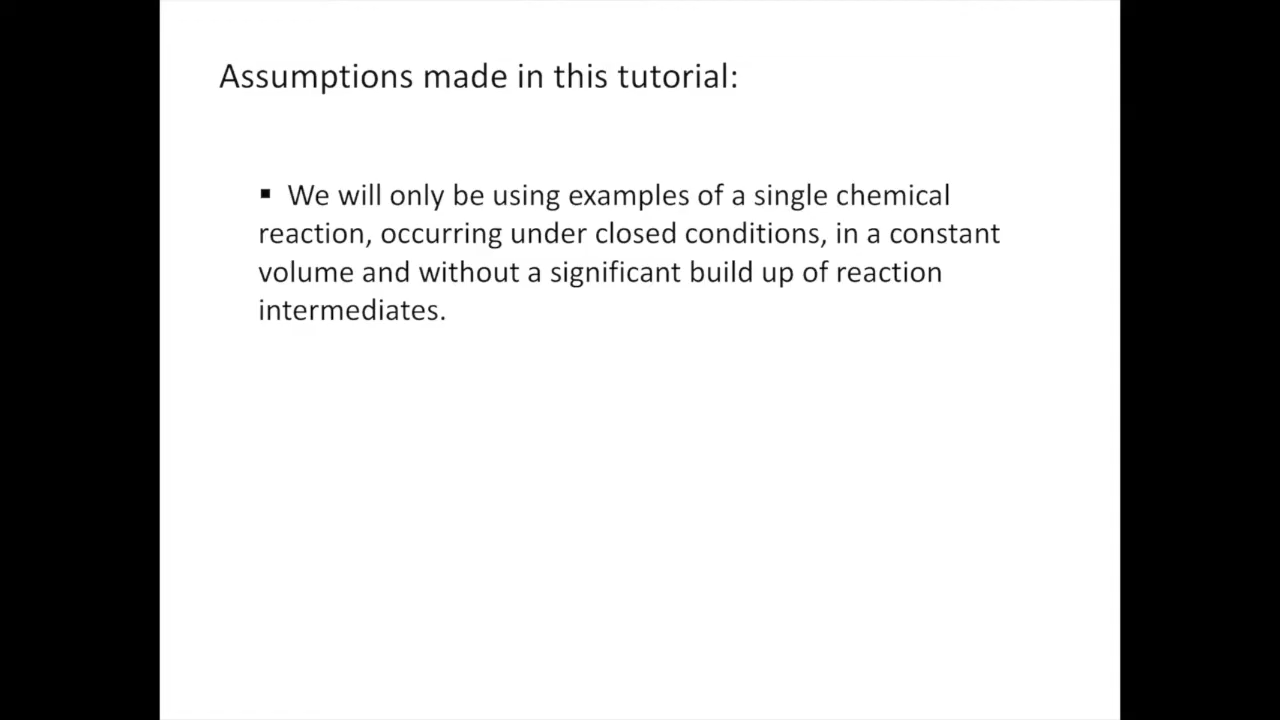 Assumptions made in this tutorial:
▪ We will only be using examples of a single chemical
reaction, occurring under closed conditions, in a constant
volume and without a significant build up of reaction
intermediates.